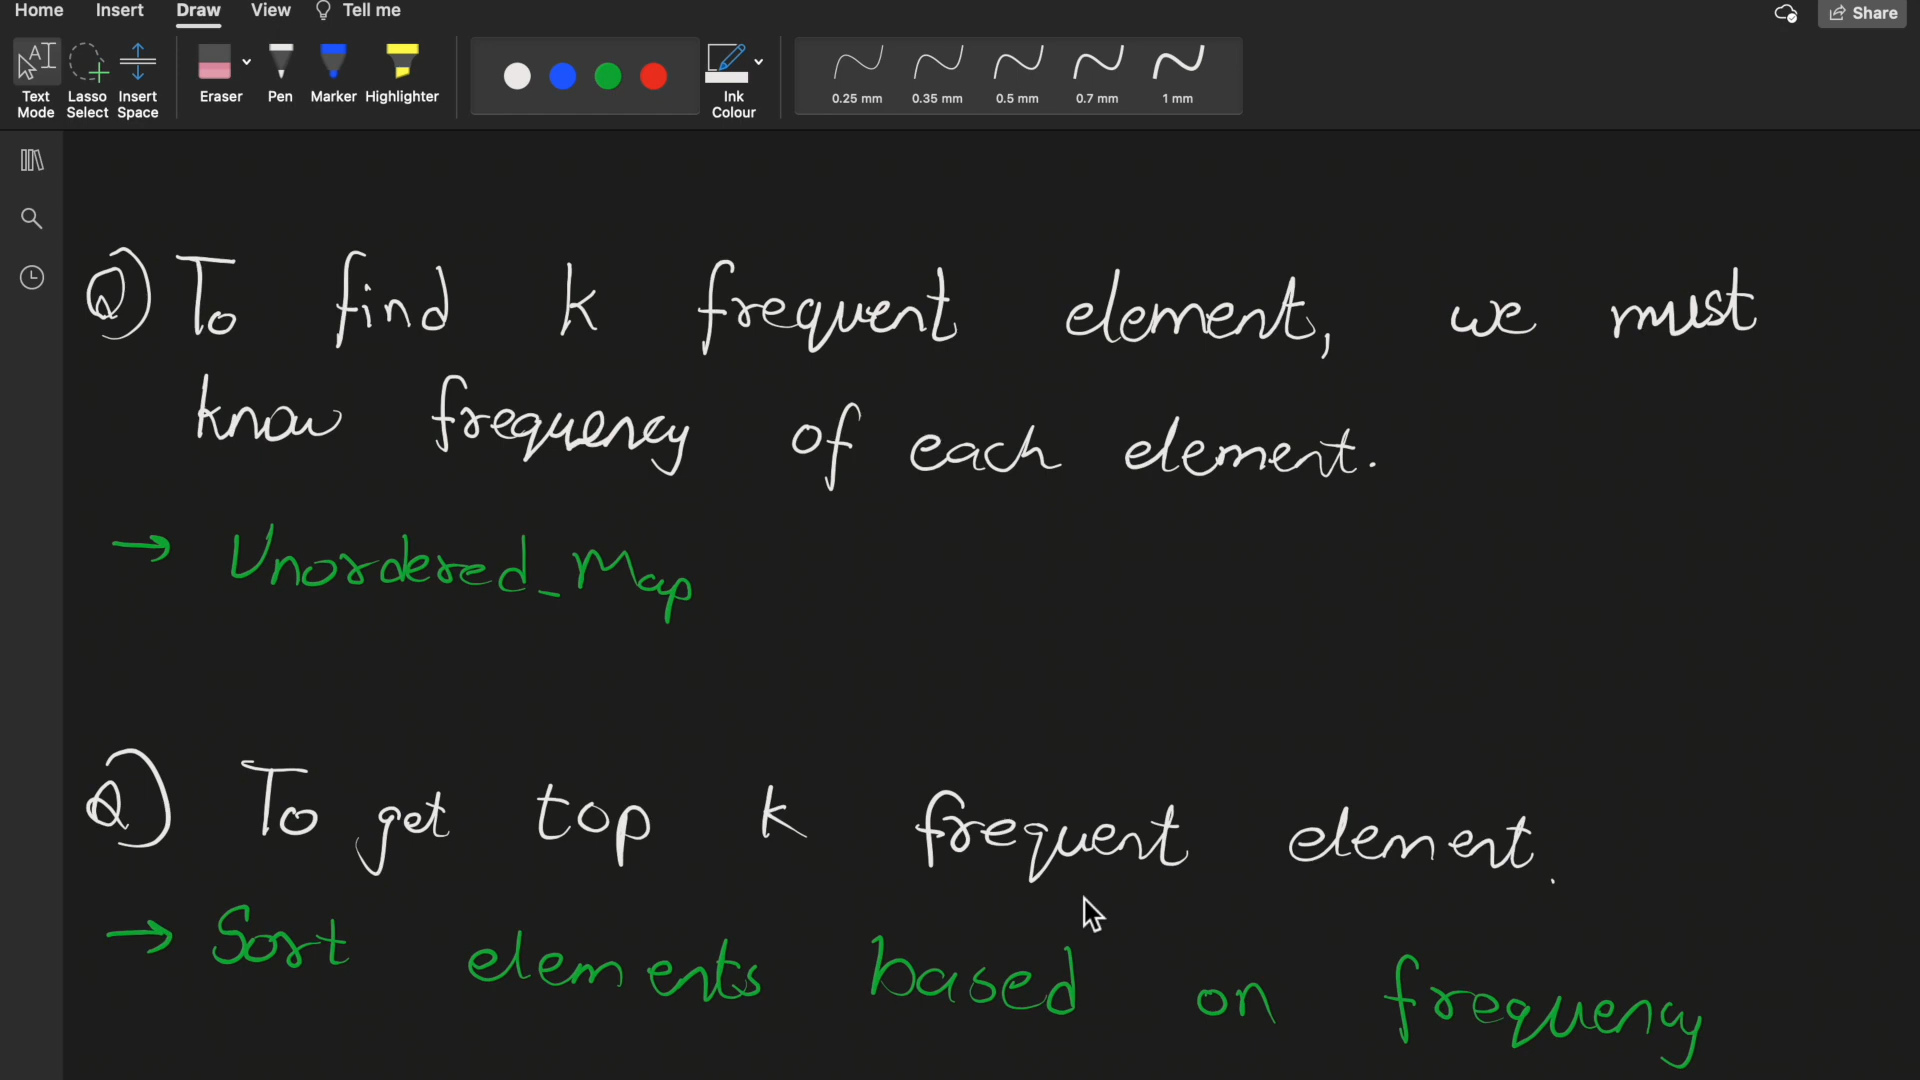 Home Insert Draw View Tell me Share
Text Mode Lasso Select Insert Space Eraser Pen Marker Highlighter Ink Colour 0.25 mm 0.35 mm 0.5 mm 0.7 mm 1 mm
Q) To find k frequent element, we must
know frequency of each element.
→ Unordered_Map
Q) To get top k frequent element.
→ Sort elements based on frequency